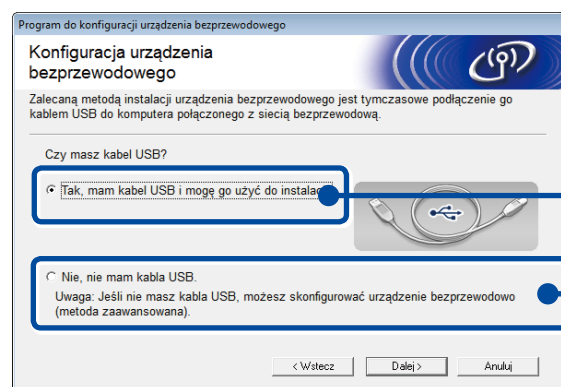 Program do konfiguracji urządzenia bezprzewodowego
Konfiguracja urządzenia
bezprzewodowego
Zalecaną metodą instalacji urządzenia bezprzewodowego jest tymczasowe podłączenie go
kablem USB do komputera połączonego z siecią bezprzewodową.
Czy masz kabel USB?
Tak, mam kabel USB i mogę go użyć do instalac
Nie, nie mam kabla USB.
Uwaga: Jeśli nie masz kabla USB, możesz skonfigurować urządzenie bezprzewodowo
(metoda zaawansowana).
< Wstecz Dalej > Anuluj